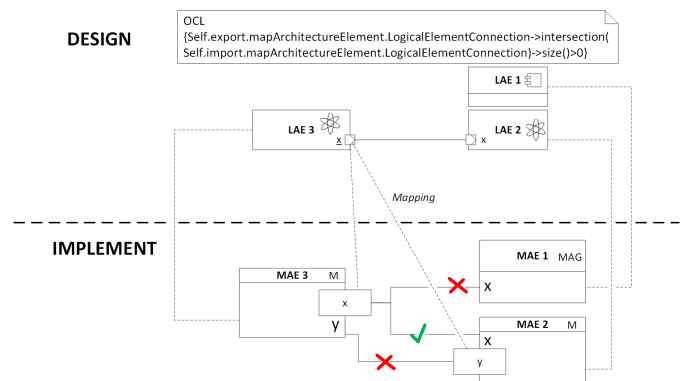 OCL
DESIGN
{Self.export.mapArchitectureElement.LogicalElementConnection->intersection(
Self.import.mapArchitectureElement.LogicalElementConnection)->size()>0}
LAE 1
LAE 3
x
LAE 2
x
Mapping
IMPLEMENT
MAE 1 MAG
X
MAE 3 M
x
y
MAE 2 M
X
y